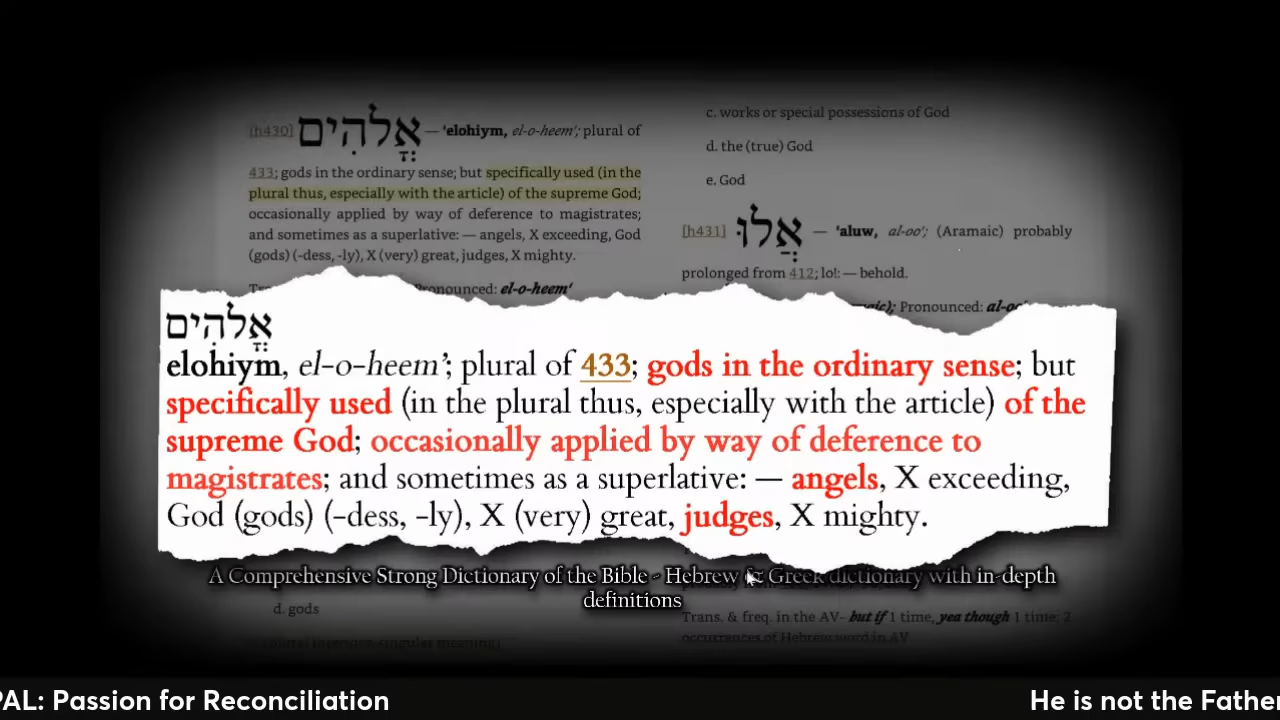 [h430] אֱלֹהִים — 'elohiym, el-o-heem'; plural of
433; gods in the ordinary sense; but specifically used (in the
plural thus, especially with the article) of the supreme God;
occasionally applied by way of deference to magistrates;
and sometimes as a superlative: — angels, X exceeding, God
(gods) (-dess, -ly), X (very) great, judges, X mighty.
Pronounced: el-o-heem'
c. works or special possessions of God
d. the (true) God
e. God
[h431] אֲלוּ — 'aluw, al-oo'; (Aramaic) probably
prolonged from 412; lo!: — behold.
Pronounced:
אֱלֹהִים
elohiym, el-o-heem'; plural of 433; gods in the ordinary sense; but
specifically used (in the plural thus, especially with the article) of the
supreme God; occasionally applied by way of deference to
magistrates; and sometimes as a superlative: — angels, X exceeding,
God (gods) (-dess, -ly), X (very) great, judges, X mighty.
A Comprehensive Strong Dictionary of the Bible - Hebrew & Greek dictionary with in-depth
definitions
d. gods
Trans. & freq. in the AV- but if 1 time, yea though 1 time; 2
occurrences of Hebrew word in AV
PAL: Passion for Reconciliation
He is not the Father